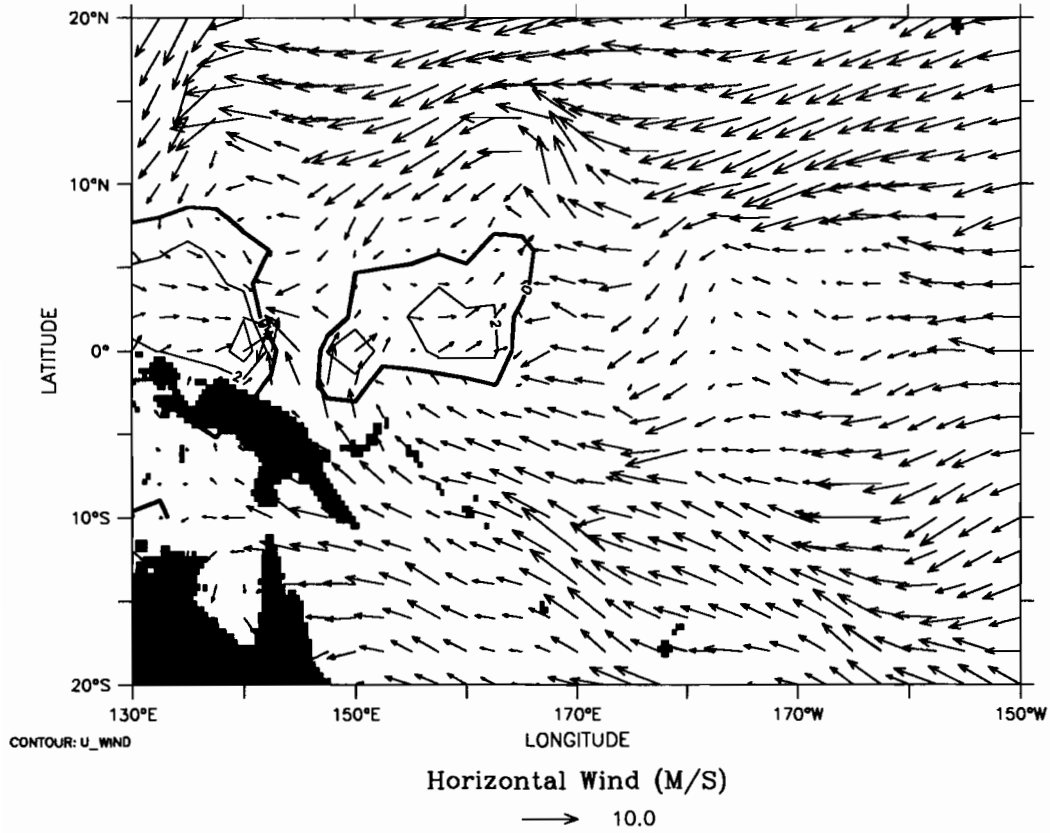 20°N
10°N
0°
10°S
20°S
LATITUDE
0
2
2
130°E 150°E 170°E 170°W 150°W
CONTOUR: U_WIND
LONGITUDE
Horizontal Wind (M/S)
10.0